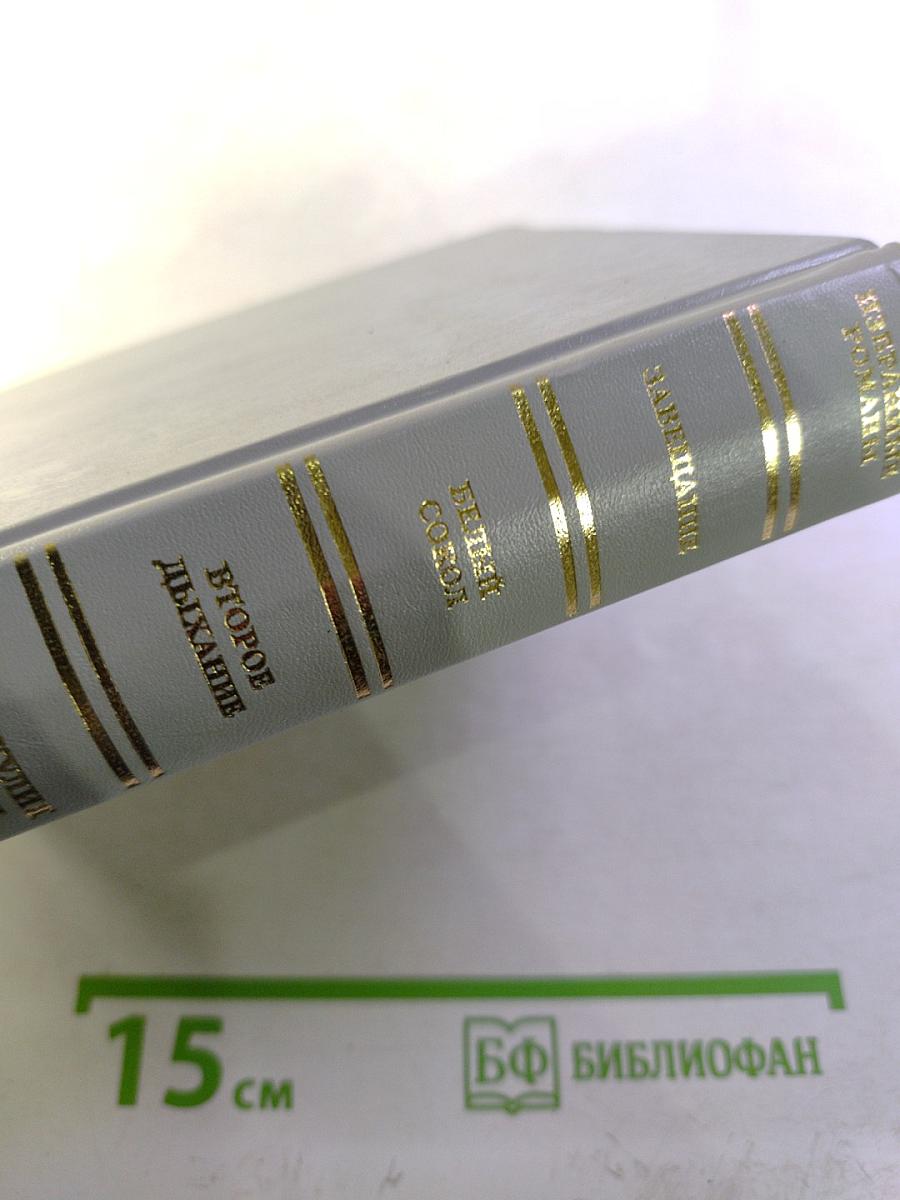 ИЗБРАННЫЕ
РОМАНЫ
ЗАВЕЩАНИЕ
БЕЛЫЙ
СОКОЛ
ВТОРОЕ
ДЫХАНИЕ
15 см
БФ БИБЛИОФАН